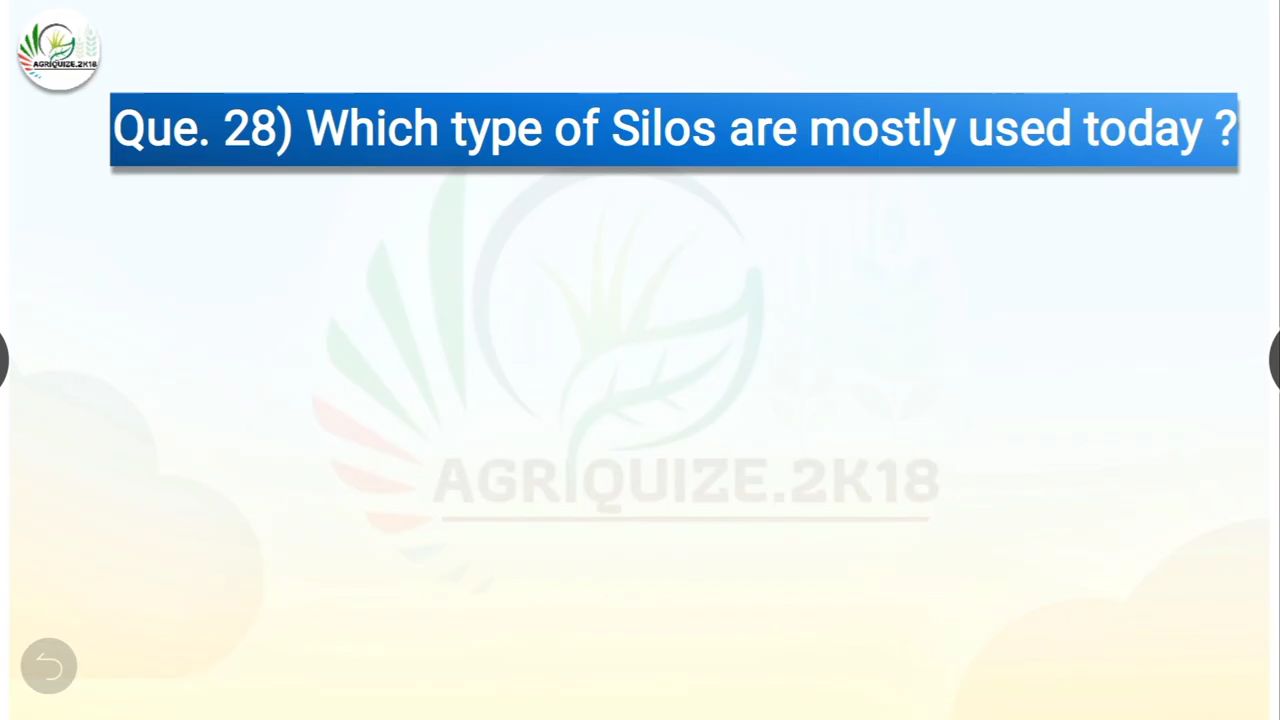 AGRIQUIZE.2K18
Que. 28) Which type of Silos are mostly used today ?
AGRIQUIZE.2K18